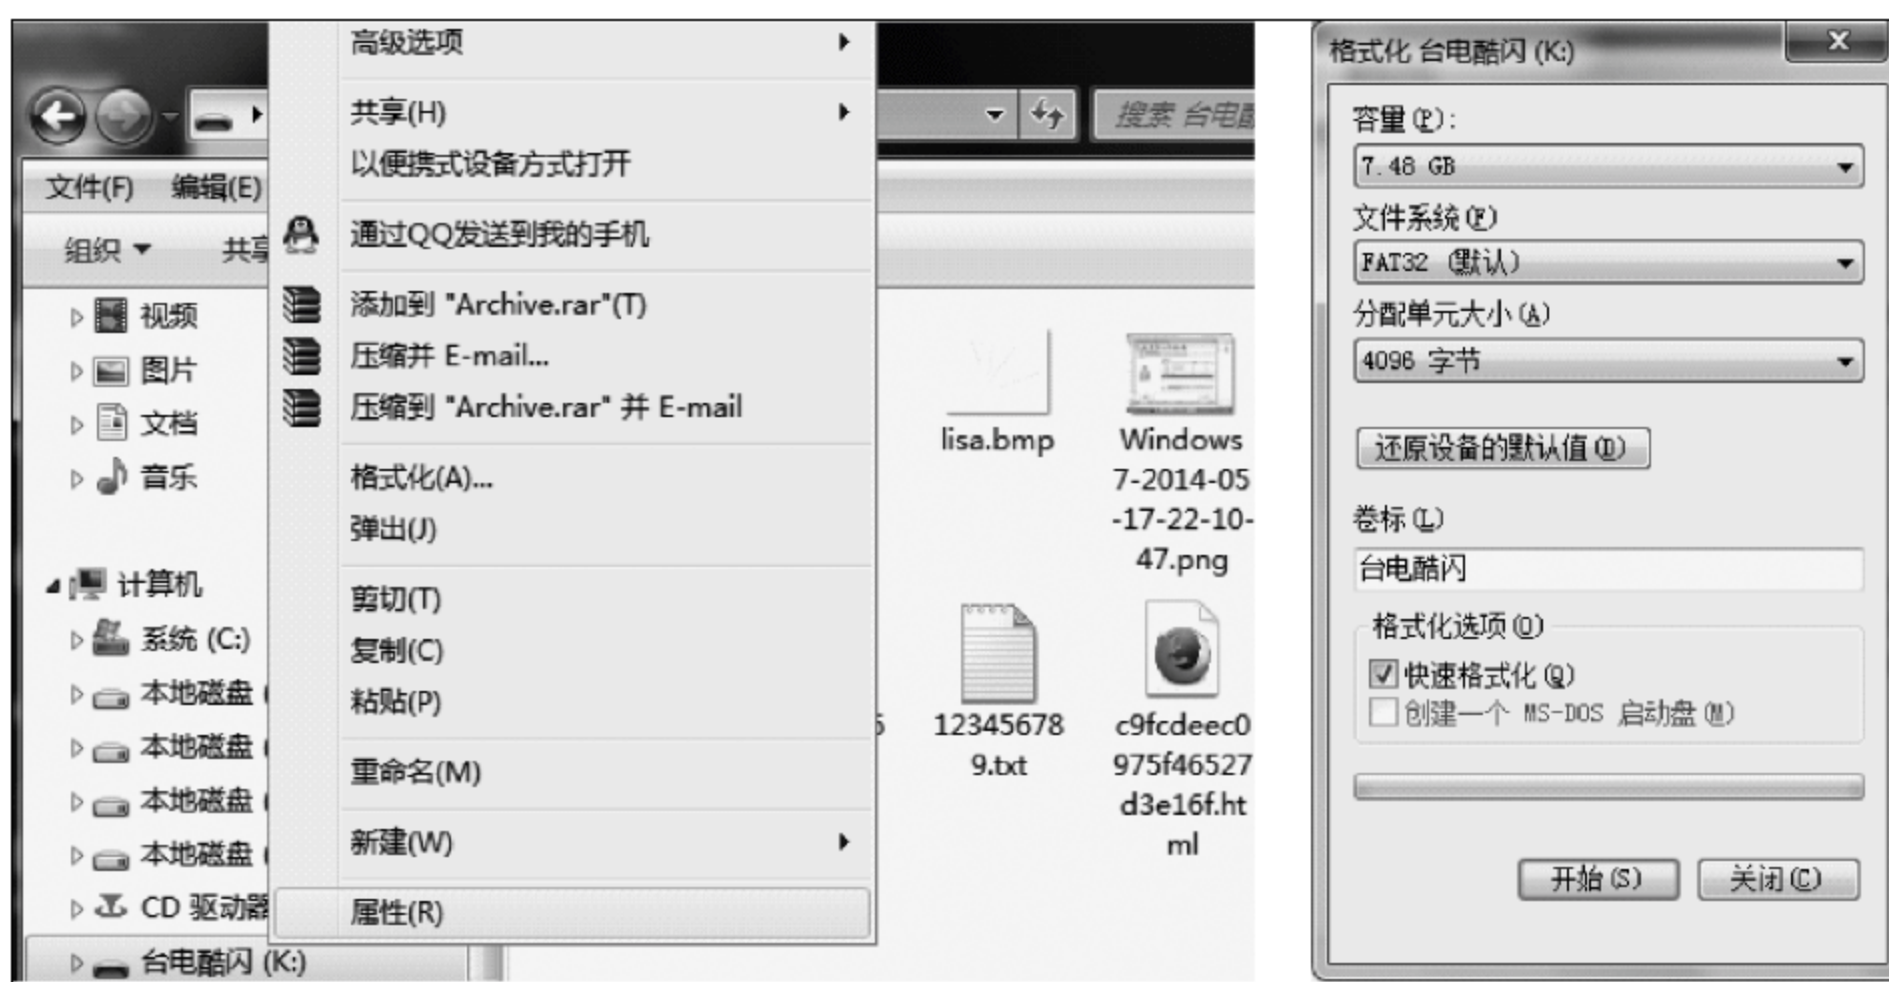 高级选项
共享(H)
以便携式设备方式打开
通过QQ发送到我的手机
添加到 "Archive.rar"(T)
压缩并 E-mail...
压缩到 "Archive.rar" 并 E-mail
格式化(A)...
弹出(J)
剪切(T)
复制(C)
粘贴(P)
重命名(M)
新建(W)
属性(R)
搜索 台电
文件(F) 编辑(E)
组织 共享
视频
图片
文档
音乐
计算机
系统 (C:)
本地磁盘 (
本地磁盘 (
本地磁盘 (
本地磁盘 (
CD 驱动器
台电酷闪 (K:)
lisa.bmp
Windows
7-2014-05
-17-22-10-
47.png
12345678
9.txt
c9fcdeec0
975f46527
d3e16f.ht
ml
格式化 台电酷闪 (K:)
容量(P):
7.48 GB
文件系统(F)
FAT32 (默认)
分配单元大小(A)
4096 字节
还原设备的默认值(D)
卷标(L)
台电酷闪
格式化选项(O)
快速格式化(Q)
创建一个 MS-DOS 启动盘(M)
开始(S) 关闭(C)